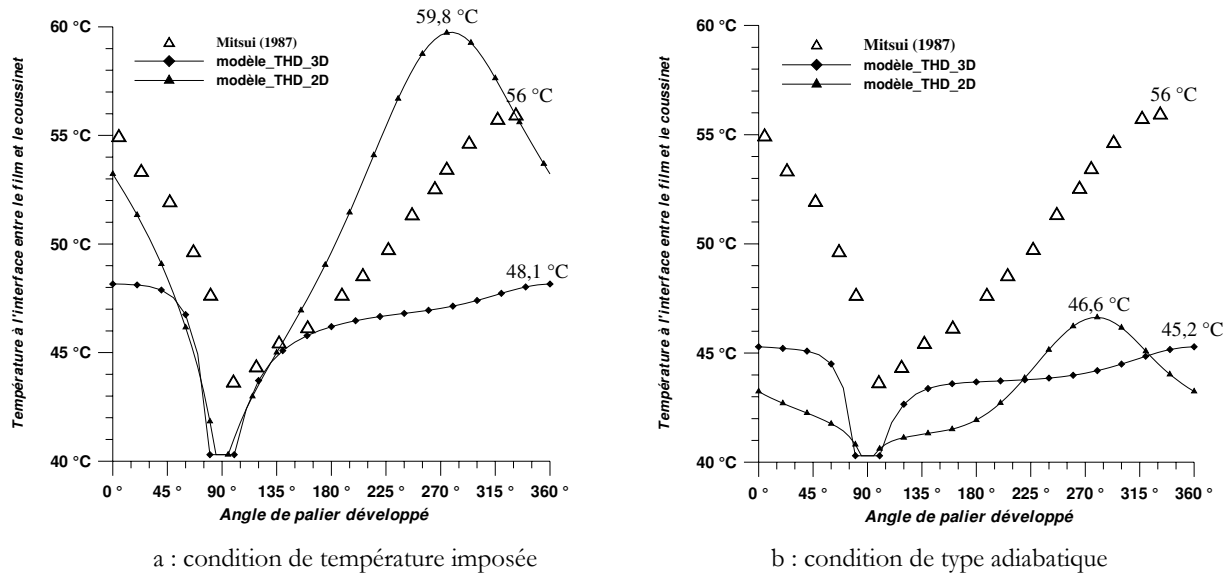 60 °C
55 °C
50 °C
45 °C
40 °C
Température à l'interface entre le film et le coussinet
Mitsui (1987)
modèle_THD_3D
modèle_THD_2D
59,8 °C
56 °C
48,1 °C
0 ° 45 ° 90 ° 135 ° 180 ° 225 ° 270 ° 315 ° 360 °
Angle de palier développé
a : condition de température imposée
60 °C
55 °C
50 °C
45 °C
40 °C
Température à l'interface entre le film et le coussinet
Mitsui (1987)
modèle_THD_3D
modèle_THD_2D
56 °C
46,6 °C
45,2 °C
0 ° 45 ° 90 ° 135 ° 180 ° 225 ° 270 ° 315 ° 360 °
Angle de palier développé
b : condition de type adiabatique